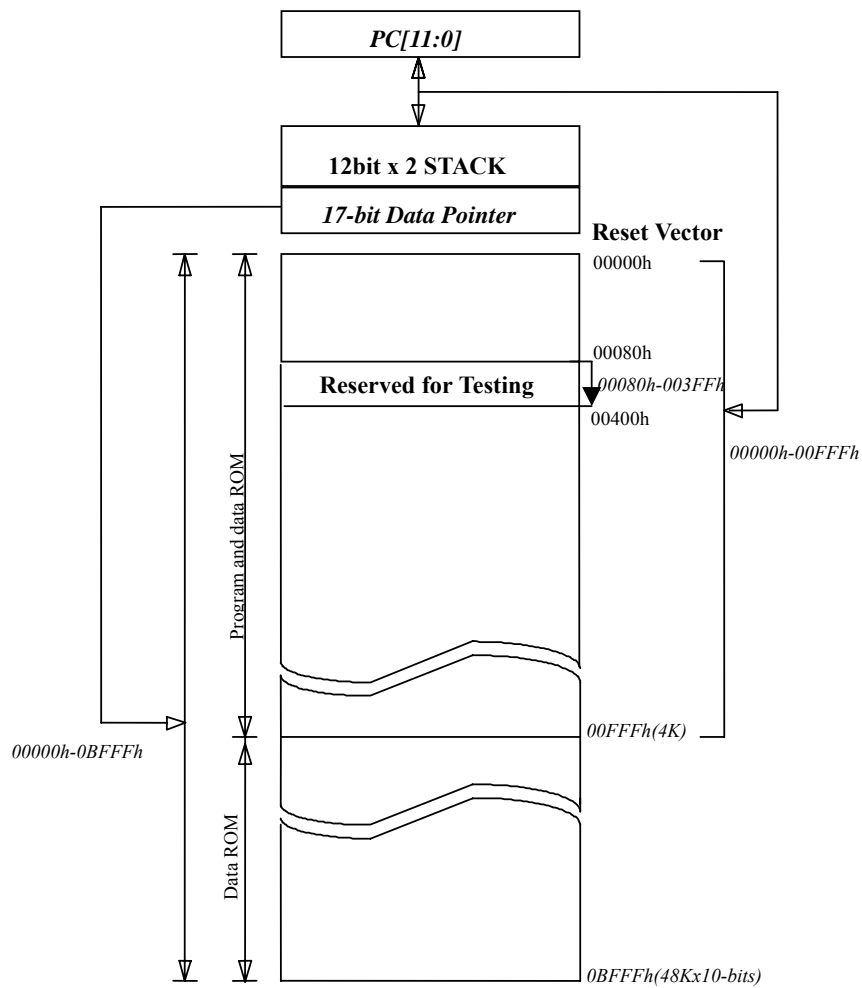 PC[11:0]
12bit x 2 STACK
17-bit Data Pointer
Reset Vector
00000h
00080h
Reserved for Testing
00080h-003FFh
00400h
00000h-00FFFh
Program and data ROM
00FFFh(4K)
00000h-0BFFFh
Data ROM
0BFFFh(48Kx10-bits)